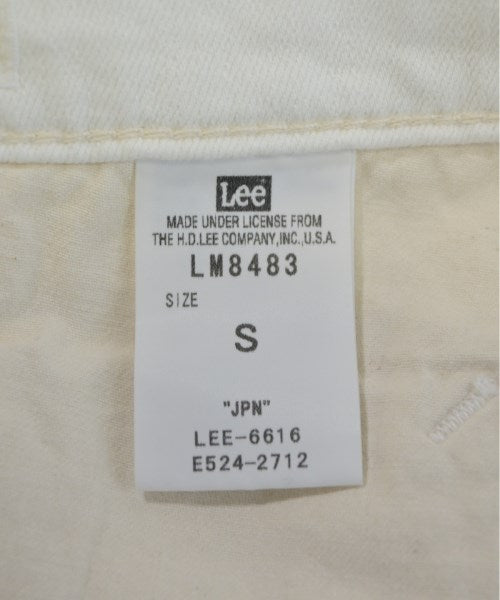 Lee
MADE UNDER LICENSE FROM
THE H.D.LEE COMPANY,INC.,U.S.A.
LM8483
SIZE
S
"JPN"
LEE-6616
E524-2712